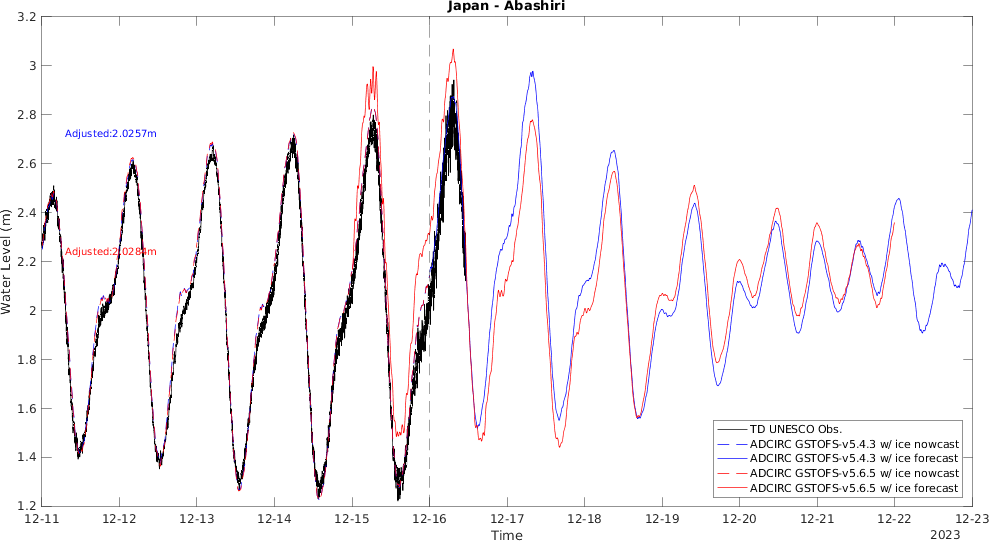 Japan - Abashiri
3.2
3
2.8
2.6
2.4
2.2
2
1.8
1.6
1.4
1.2
Water Level (m)
Adjusted:2.0257m
Adjusted:2.0284m
TD UNESCO Obs.
ADCIRC GSTOFS-v5.4.3 w/ ice nowcast
ADCIRC GSTOFS-v5.4.3 w/ ice forecast
ADCIRC GSTOFS-v5.6.5 w/ ice nowcast
ADCIRC GSTOFS-v5.6.5 w/ ice forecast
12-11 12-12 12-13 12-14 12-15 12-16 12-17 12-18 12-19 12-20 12-21 12-22 12-23
Time
2023